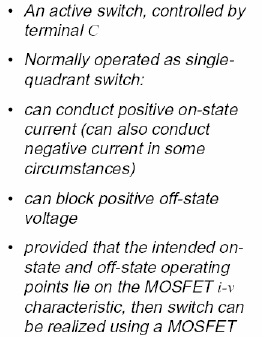 • An active switch, controlled by
terminal C
• Normally operated as single-
quadrant switch:
• can conduct positive on-state
current (can also conduct
negative current in some
circumstances)
• can block positive off-state
voltage
• provided that the intended on-
state and off-state operating
points lie on the MOSFET i-v
characteristic, then switch can
be realized using a MOSFET